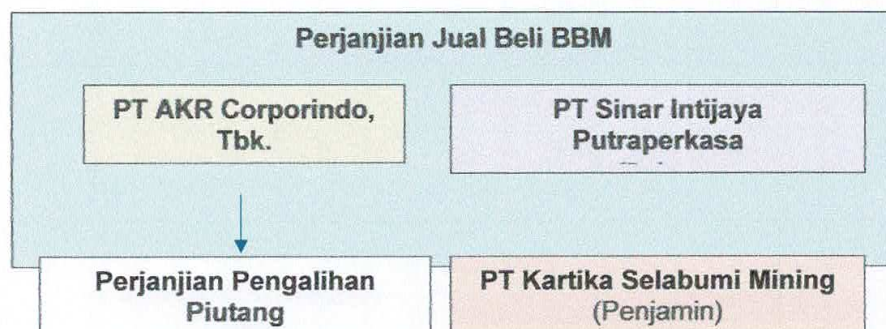 Perjanjian Jual Beli BBM
PT AKR Corporindo,
Tbk.
PT Sinar Intijaya
Putraperkasa
Perjanjian Pengalihan
Piutang
PT Kartika Selabumi Mining
(Penjamin)